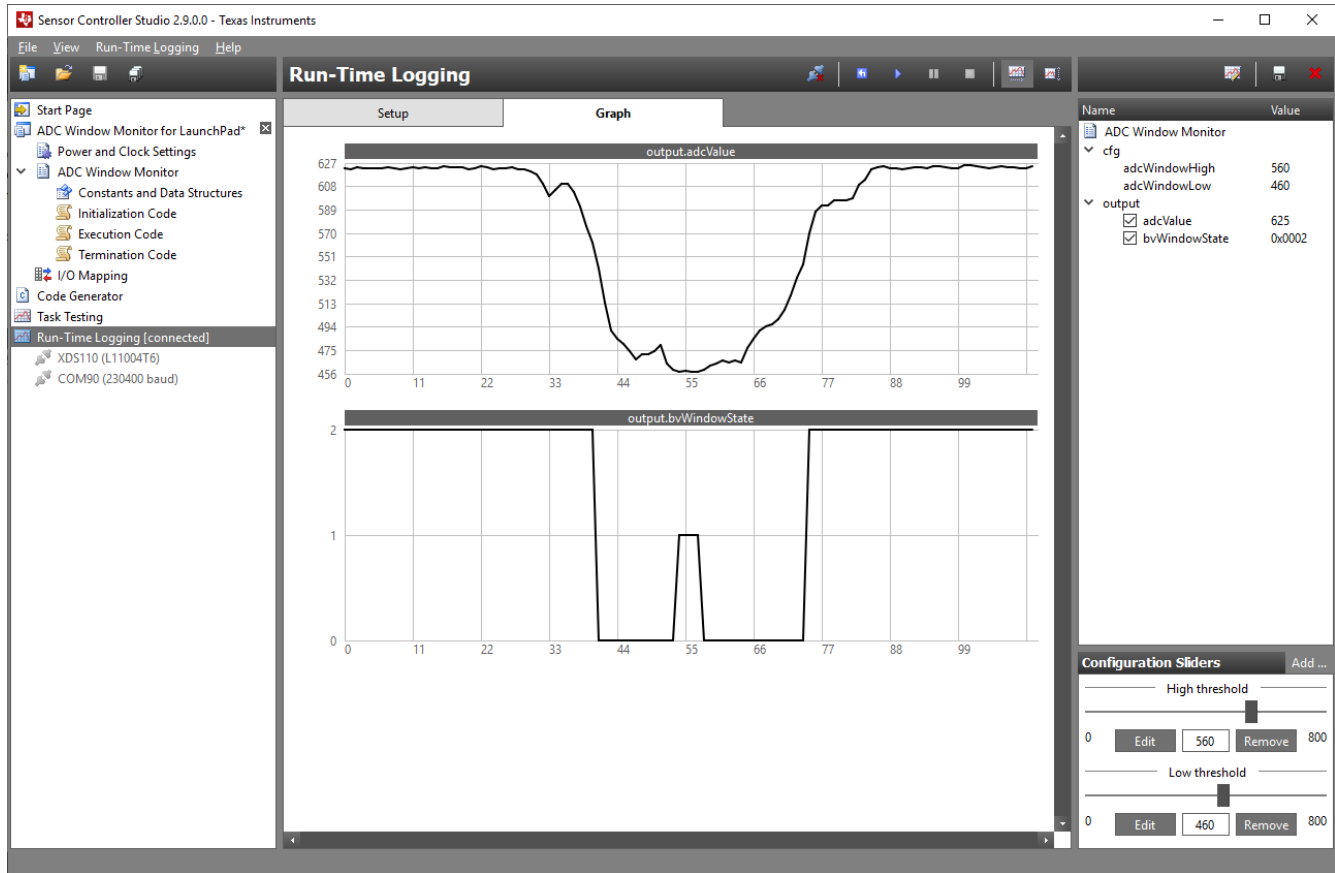 Sensor Controller Studio 2.9.0.0 - Texas Instruments
File View Run-Time Logging Help
Run-Time Logging
Start Page
ADC Window Monitor for LaunchPad*
Power and Clock Settings
ADC Window Monitor
Constants and Data Structures
Initialization Code
Execution Code
Termination Code
I/O Mapping
Code Generator
Task Testing
Run-Time Logging [connected]
XDS110 (L11004T6)
COM90 (230400 baud)
Setup Graph
output.adcValue
627
608
589
570
551
532
513
494
475
456
0 11 22 33 44 55 66 77 88 99
output.bvWindowState
2
1
0
0 11 22 33 44 55 66 77 88 99
Name Value
ADC Window Monitor
cfg
adcWindowHigh 560
adcWindowLow 460
output
adcValue 625
bvWindowState 0x0002
Configuration Sliders Add ...
High threshold
0 Edit 560 Remove 800
Low threshold
0 Edit 460 Remove 800